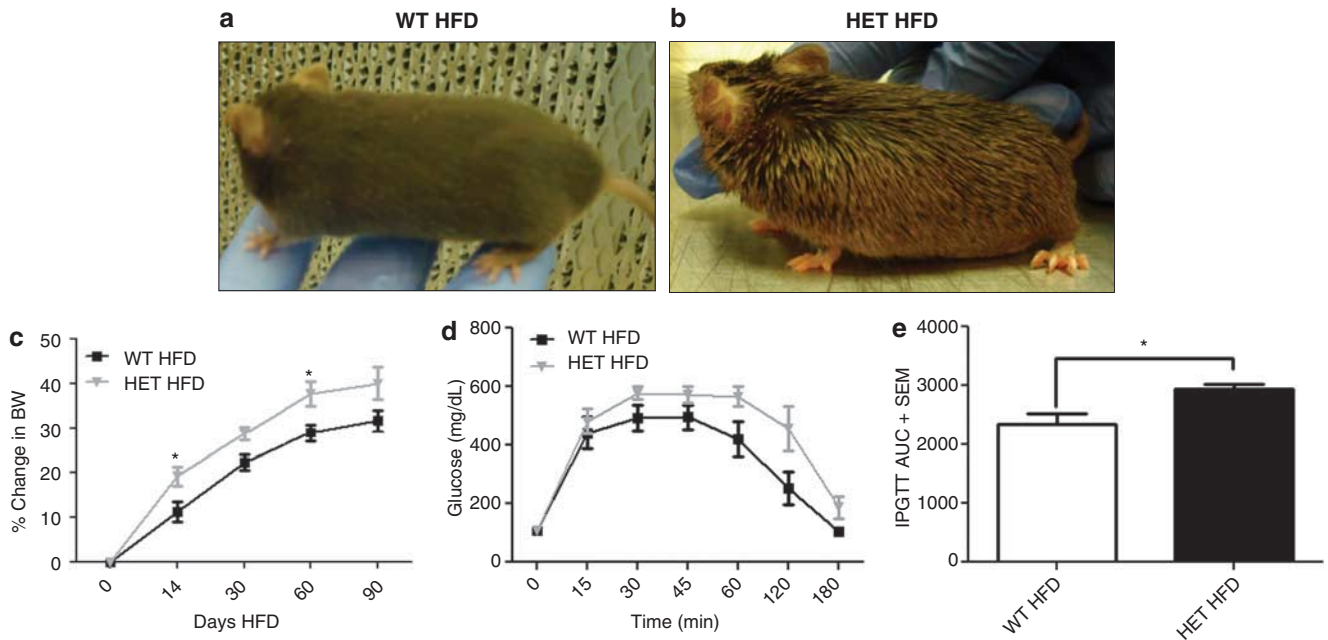 a WT HFD
b HET HFD
c
% Change in BW
50
40
30
20
10
0
WT HFD
HET HFD
*
*
0 14 30 60 90
Days HFD
d
Glucose (mg/dL)
800
600
400
200
0
WT HFD
HET HFD
0 15 30 45 60 120 180
Time (min)
e
IPGTT AUC + SEM
4000
3000
2000
1000
0
*
WT HFD HET HFD